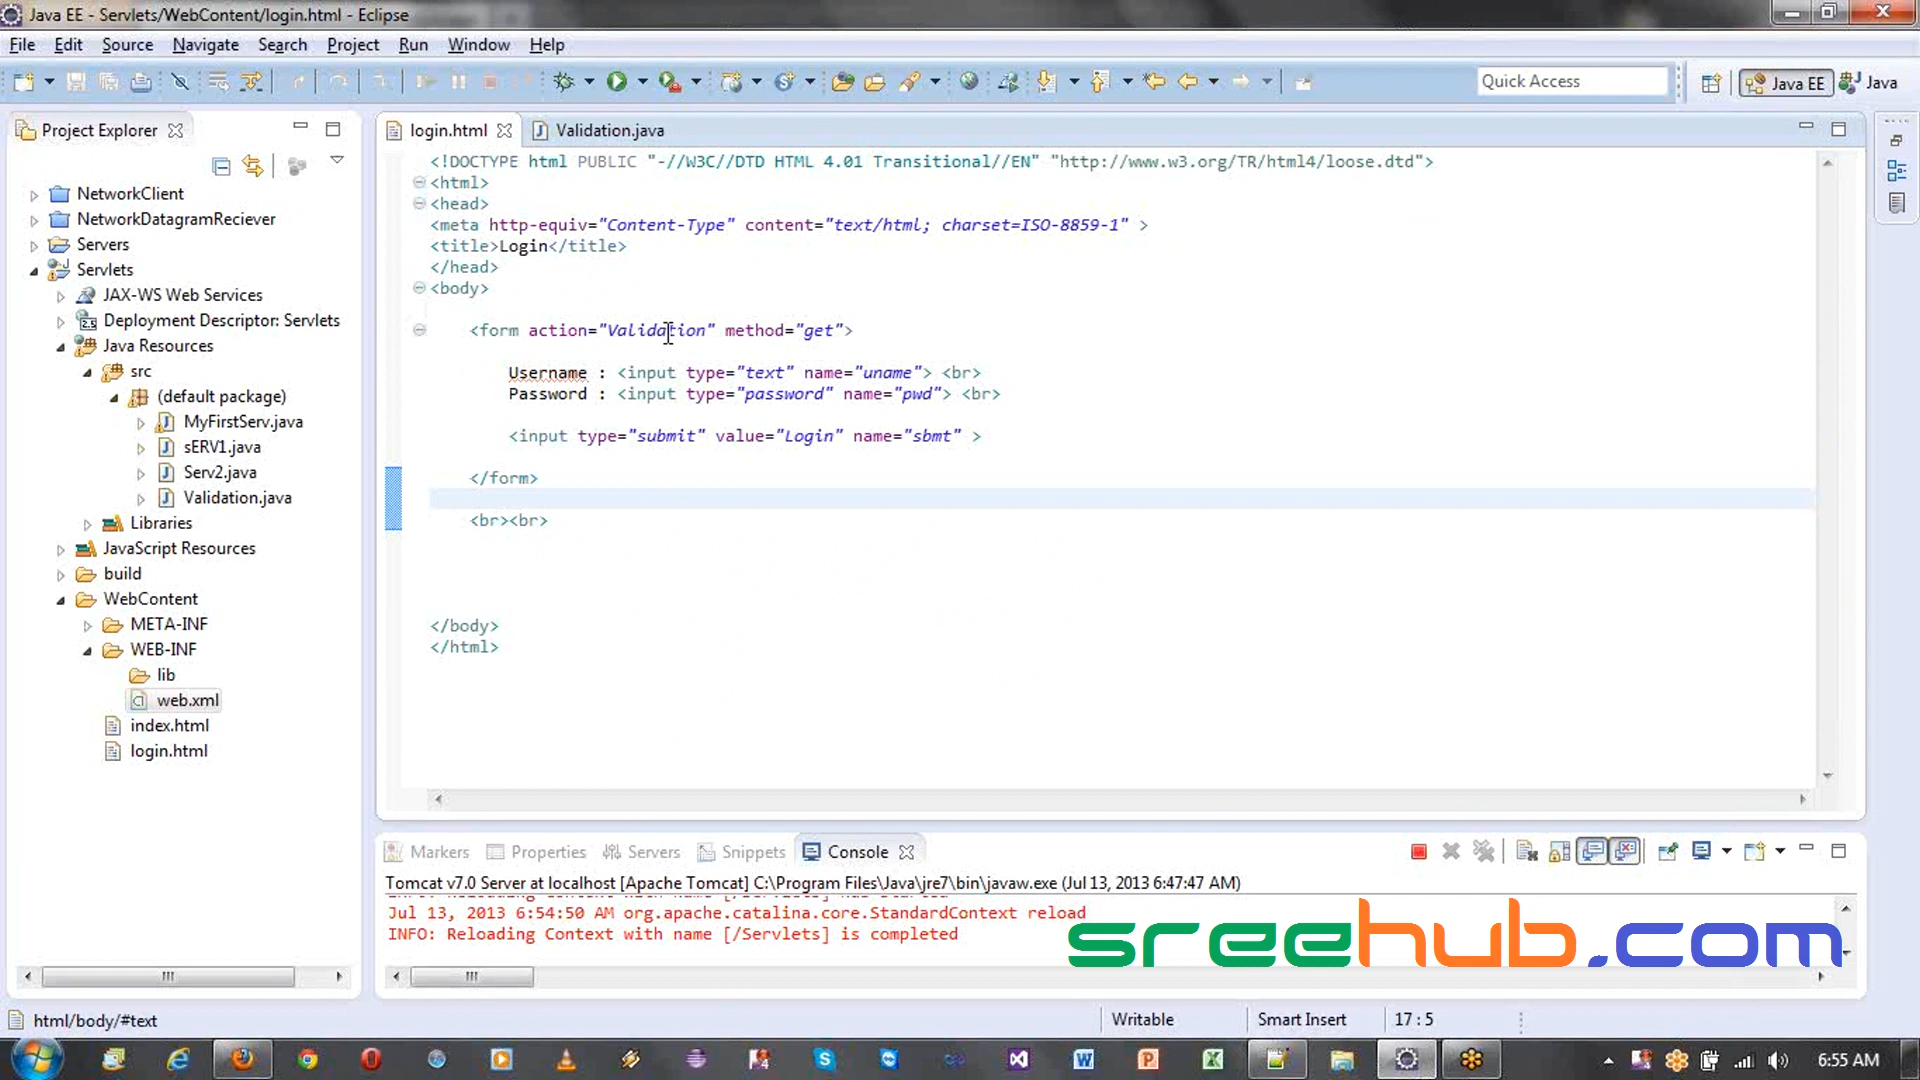 Java EE - Servlets/WebContent/login.html - Eclipse
File Edit Source Navigate Search Project Run Window Help
Quick Access
Java EE
Java
Project Explorer
login.html
Validation.java
NetworkClient
NetworkDatagramReciever
Servers
Servlets
JAX-WS Web Services
Deployment Descriptor: Servlets
Java Resources
src
(default package)
MyFirstServ.java
sERV1.java
Serv2.java
Validation.java
Libraries
JavaScript Resources
build
WebContent
META-INF
WEB-INF
lib
web.xml
index.html
login.html
<!DOCTYPE html PUBLIC "-//W3C//DTD HTML 4.01 Transitional//EN" "http://www.w3.org/TR/html4/loose.dtd">
<html>
<head>
<meta http-equiv="Content-Type" content="text/html; charset=ISO-8859-1" >
<title>Login</title>
</head>
<body>
<form action="Validation" method="get">
Username : <input type="text" name="uname"> <br>
Password : <input type="password" name="pwd"> <br>
<input type="submit" value="Login" name="sbmt" >
</form>
<br><br>
</body>
</html>
Markers Properties Servers Snippets Console
Tomcat v7.0 Server at localhost [Apache Tomcat] C:\Program Files\Java\jre7\bin\javaw.exe (Jul 13, 2013 6:47:47 AM)
Jul 13, 2013 6:54:50 AM org.apache.catalina.core.StandardContext reload
INFO: Reloading Context with name [/Servlets] is completed
sreehub.com
html/body/#text
Writable
Smart Insert
17 : 5
6:55 AM